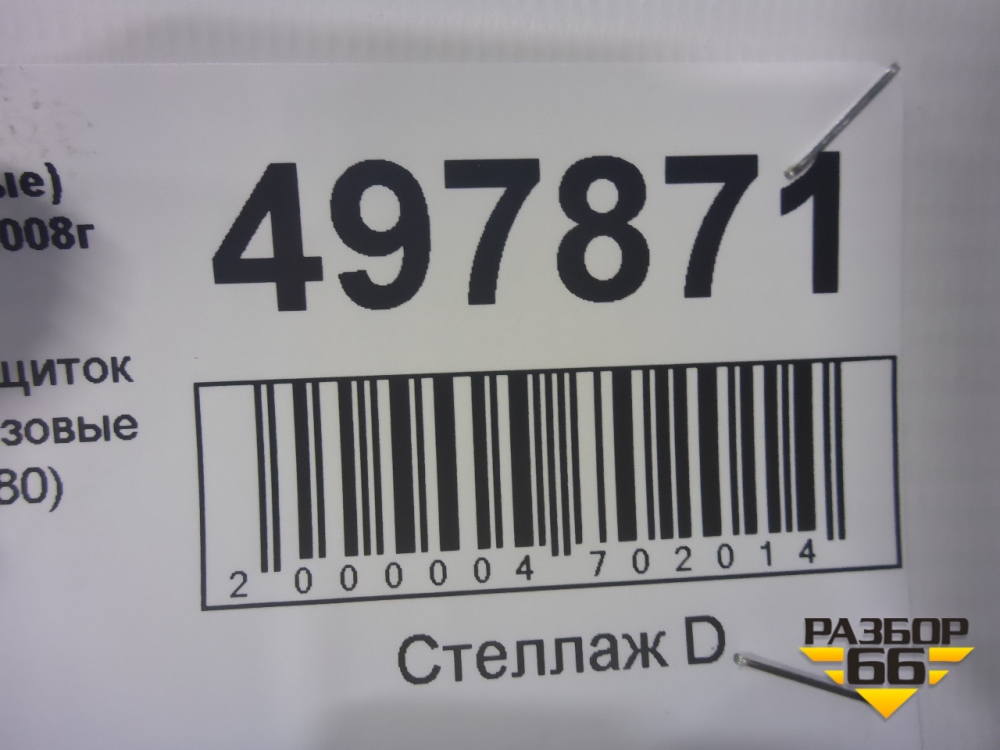 497871
ые)
008г
щиток
зовые
80)
2 000004 702014
Стеллаж D
РАЗБОР
66